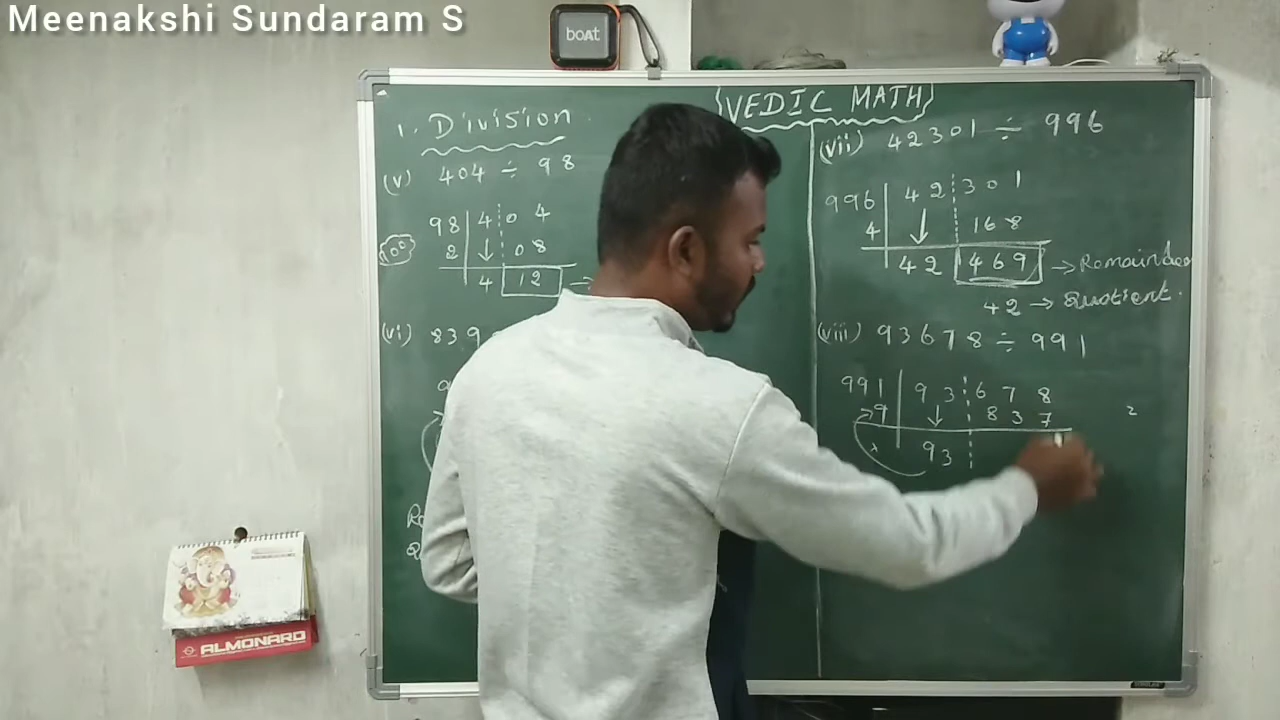 Meenakshi Sundaram S
boAt
{VEDIC MATH}
1. Division
(v) 404 ÷ 98
98 4 0 4
2 ↓ 0 8
100
4 12 →
(vi) 839
(vii) 42301 ÷ 996
996 4 2 3 0 1
4 ↓ 1 6 8
4 2 4 6 9 → Remainder
42 → Quotient.
(viii) 93678 ÷ 991
991 9 3 6 7 8
9 ↓ 8 3 7
x 9 3
2
ALMONARD